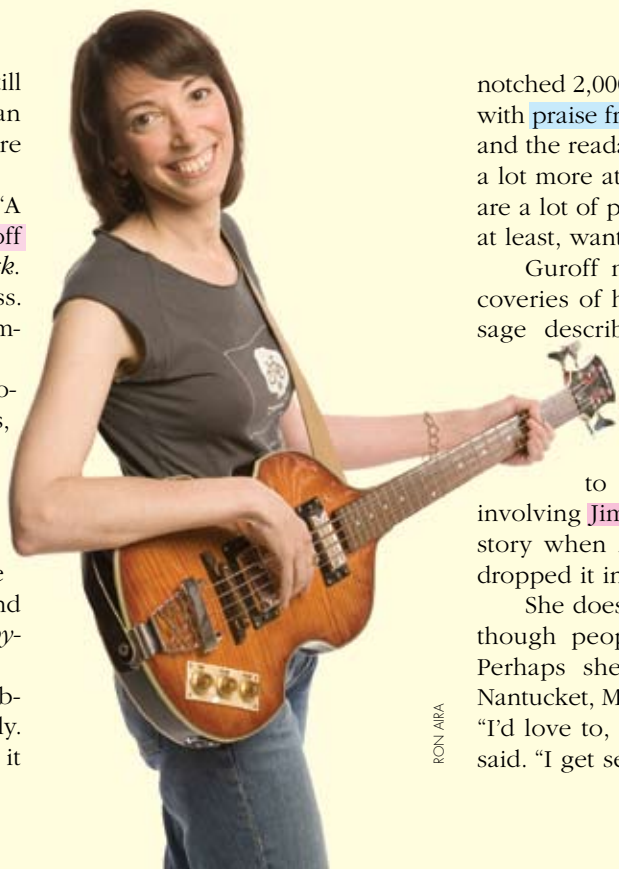 ill
an
re
‘A
off
k.
ss.
m-
o-
s,
e
nd
y-
b-
ly.
it
RON AIRA
notched 2,000
with praise fr
and the reada
a lot more at
are a lot of p
at least, want
Guroff n
coveries of h
sage describ
to
involving Jim
story when
dropped it in
She does
though peop
Perhaps she
Nantucket, M
“I’d love to,
said. “I get se